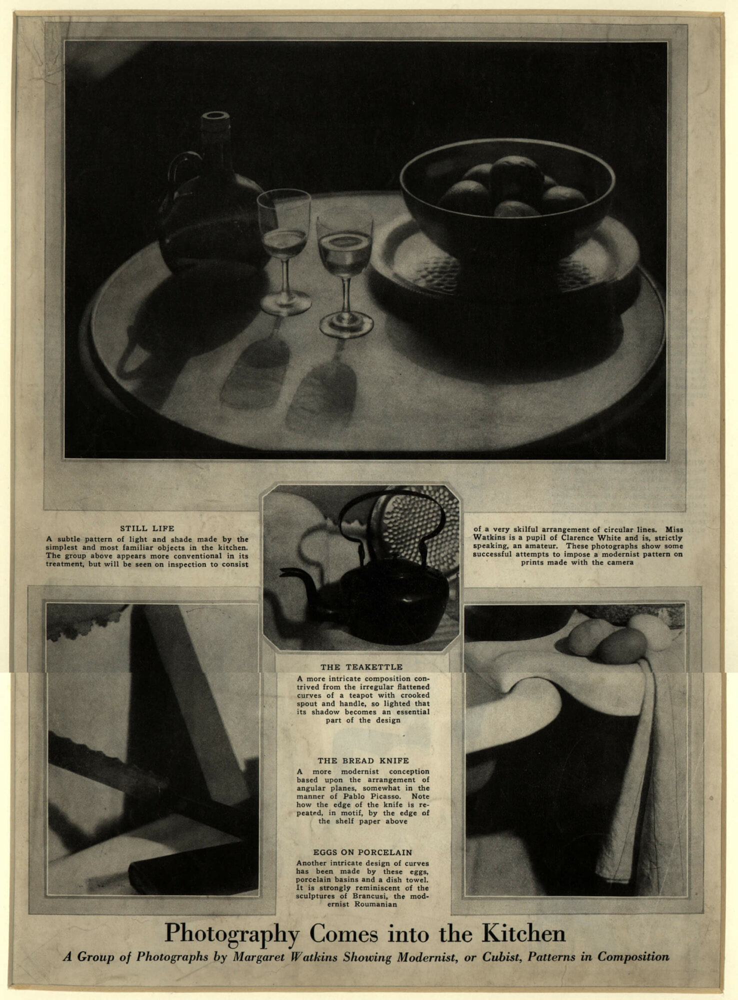 STILL LIFE
A subtle pattern of light and shade made by the
simplest and most familiar objects in the kitchen.
The group above appears more conventional in its
treatment, but will be seen on inspection to consist
of a very skilful arrangement of circular lines. Miss
Watkins is a pupil of Clarence White and is, strictly
speaking, an amateur. These photographs show some
successful attempts to impose a modernist pattern on
prints made with the camera
THE TEAKETTLE
A more intricate composition con-
trived from the irregular flattened
curves of a teapot with crooked
spout and handle, so lighted that
its shadow becomes an essential
part of the design
THE BREAD KNIFE
A more modernist conception
based upon the arrangement of
angular planes, somewhat in the
manner of Pablo Picasso. Note
how the edge of the knife is re-
peated, in motif, by the edge of
the shelf paper above
EGGS ON PORCELAIN
Another intricate design of curves
has been made by these eggs,
porcelain basins and a dish towel.
It is strongly reminiscent of the
sculptures of Brancusi, the mod-
ernist Roumanian
Photography Comes into the Kitchen
A Group of Photographs by Margaret Watkins Showing Modernist, or Cubist, Patterns in Composition